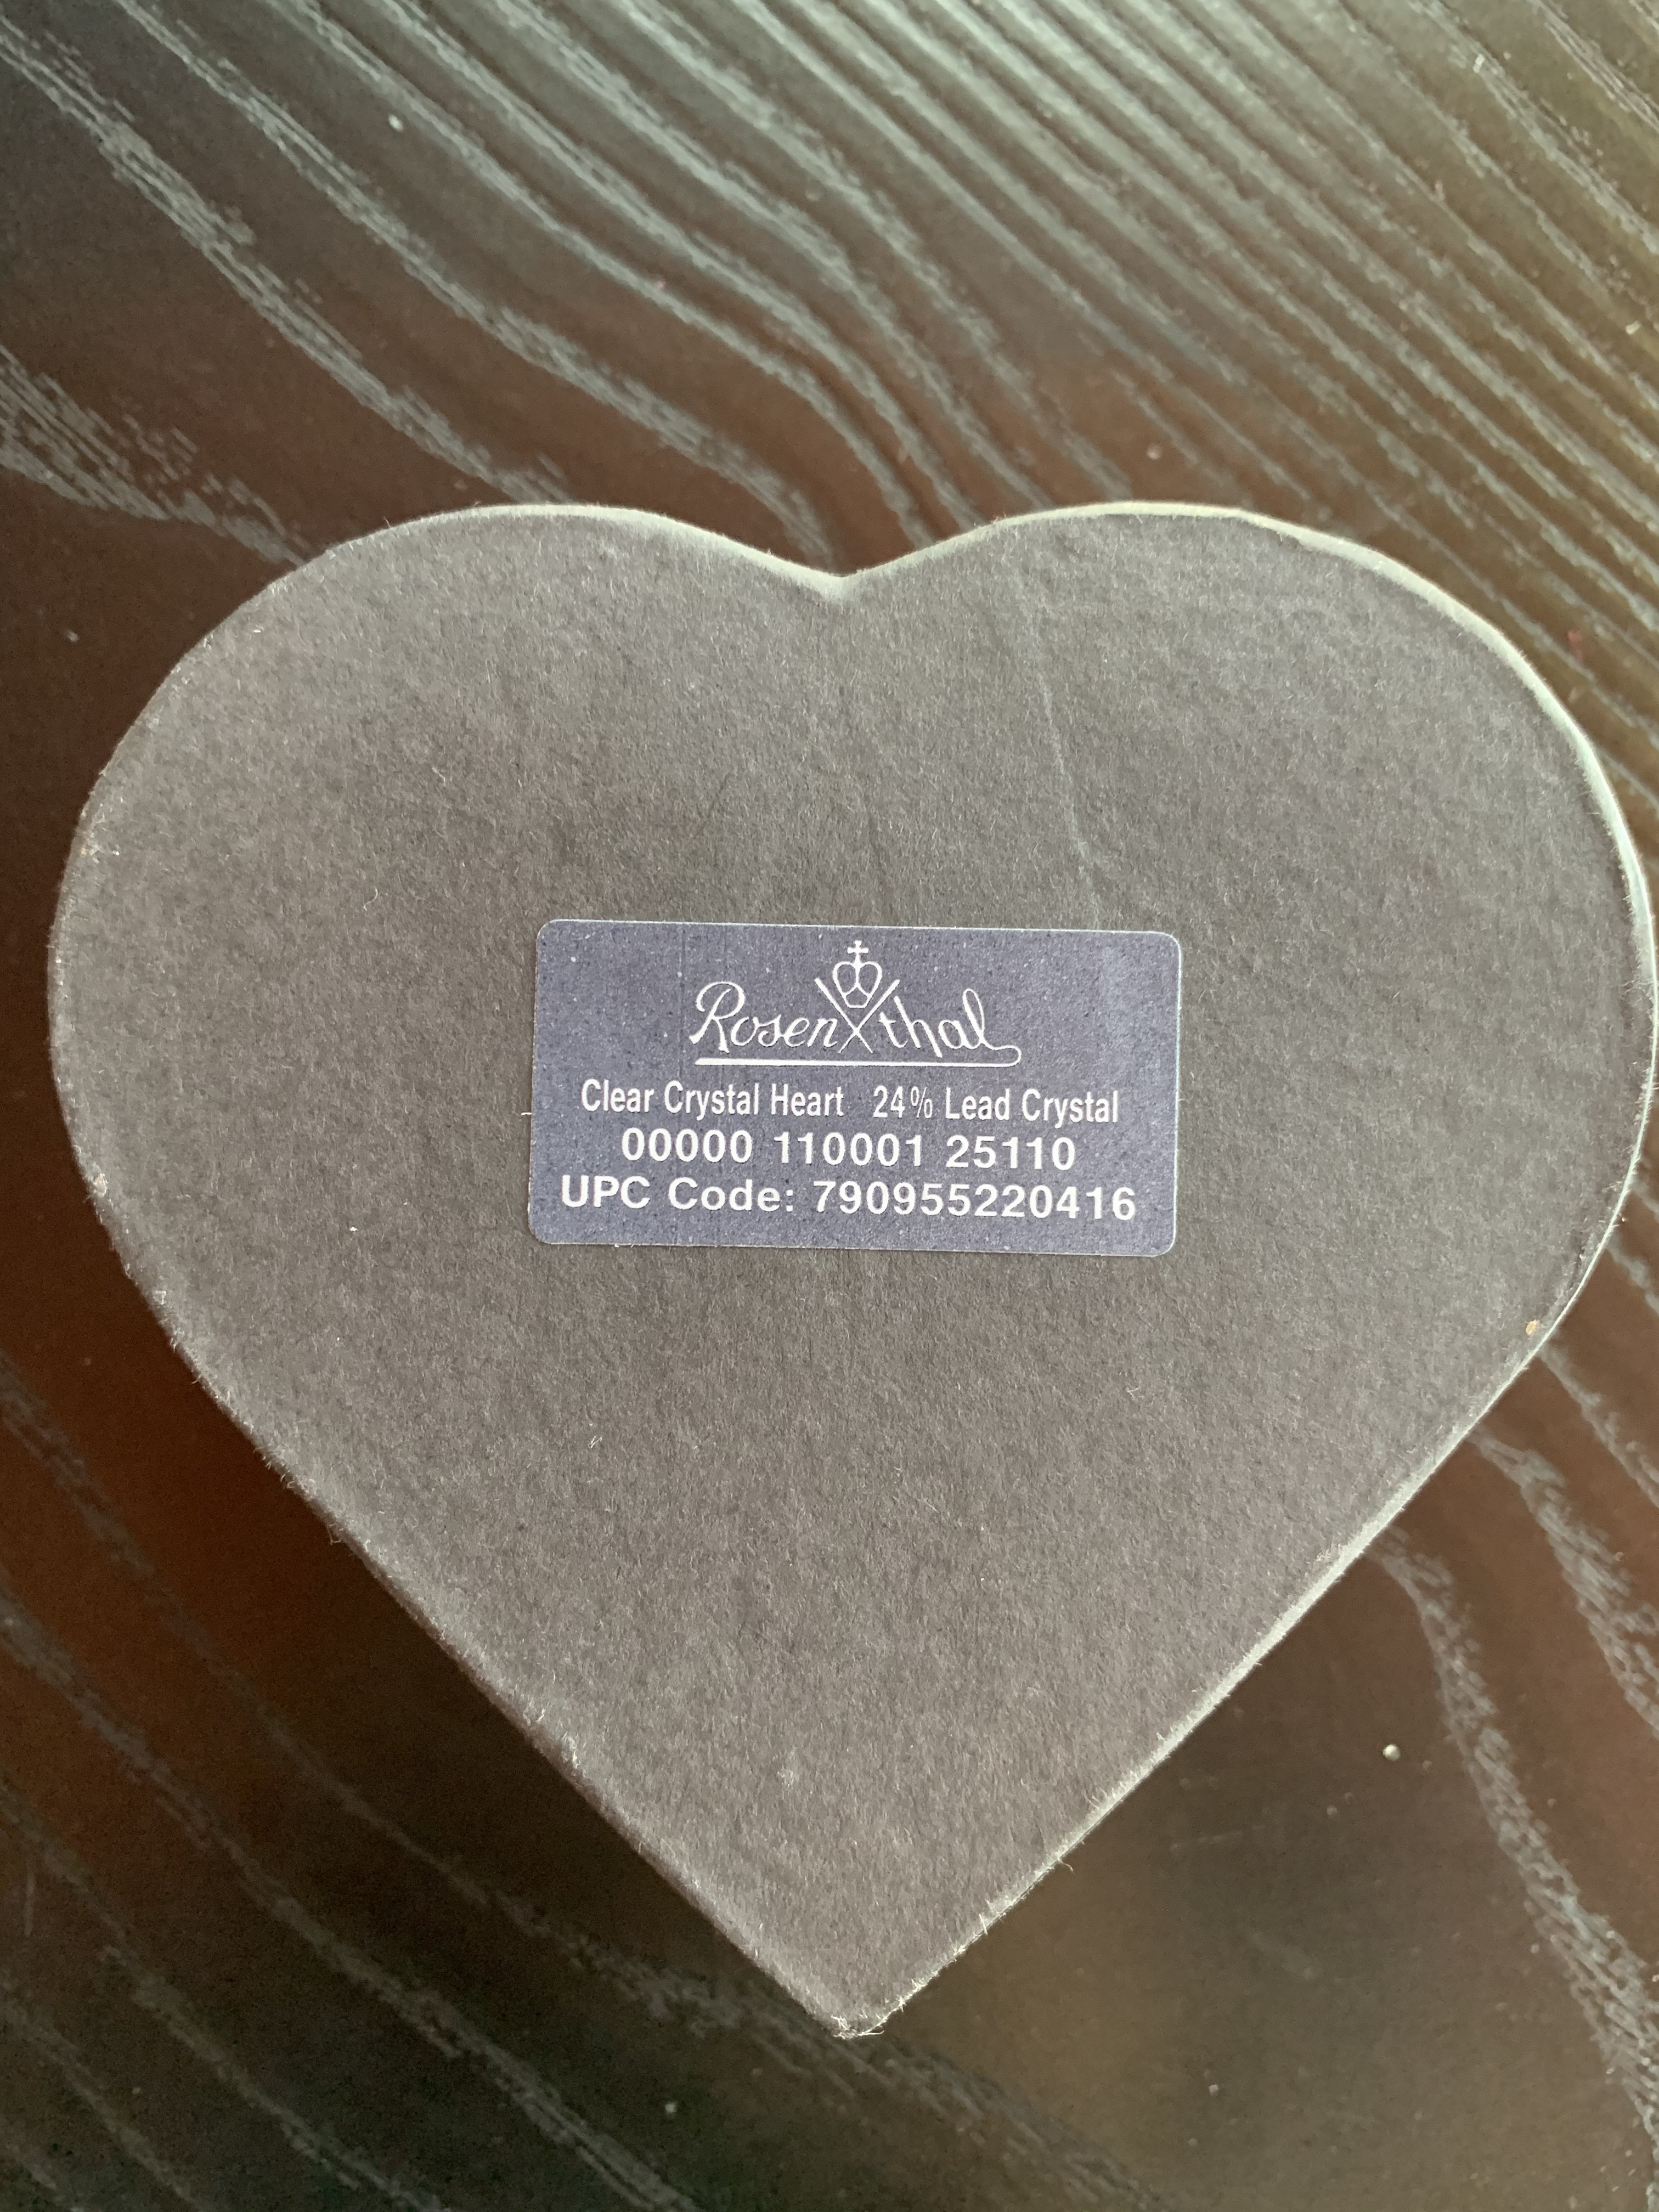 Rosenthal
Clear Crystal Heart 24% Lead Crystal
00000 110001 25110
UPC Code: 790955220416